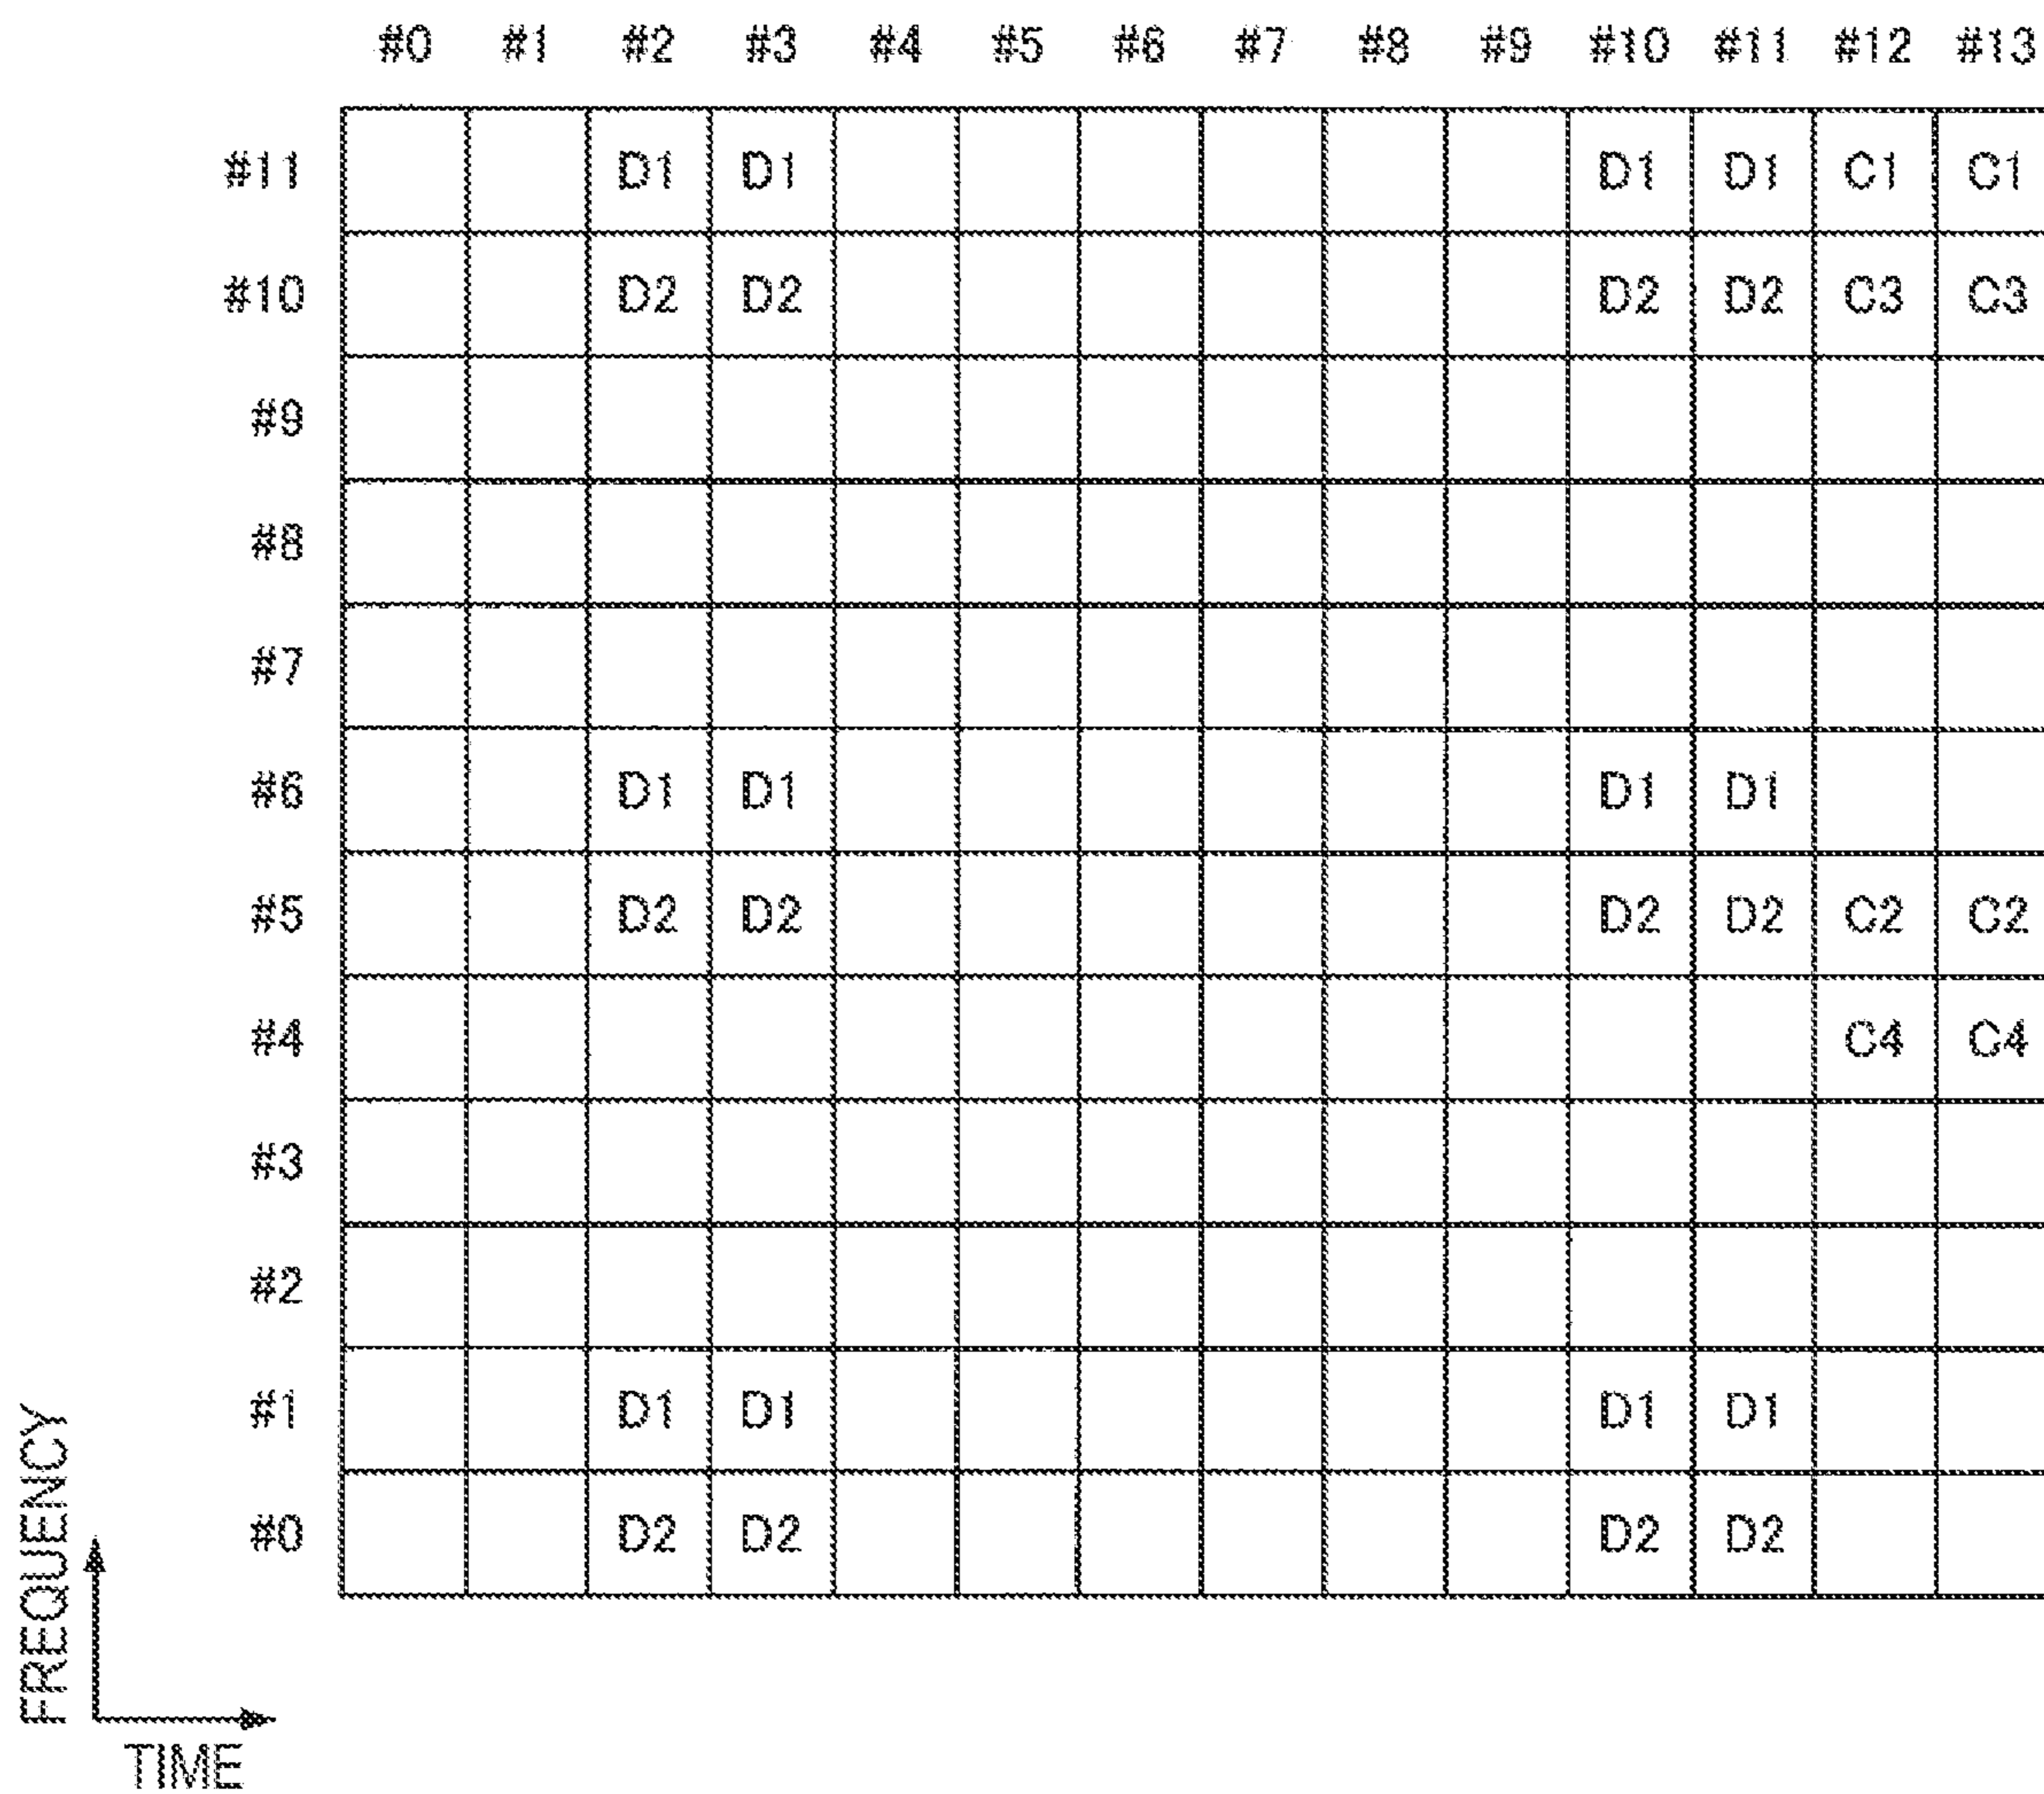 #0 #1 #2 #3 #4 #5 #6 #7 #8 #9 #10 #11 #12 #13
#11 D1 D1 D1 D1 C1 C1
#10 D2 D2 D2 D2 C3 C3
#9
#8
#7
#6 D1 D1 D1 D1
#5 D2 D2 D2 D2 C2 C2
#4 C4 C4
#3
#2
#1 D1 D1 D1 D1
#0 D2 D2 D2 D2
FREQUENCY
TIME